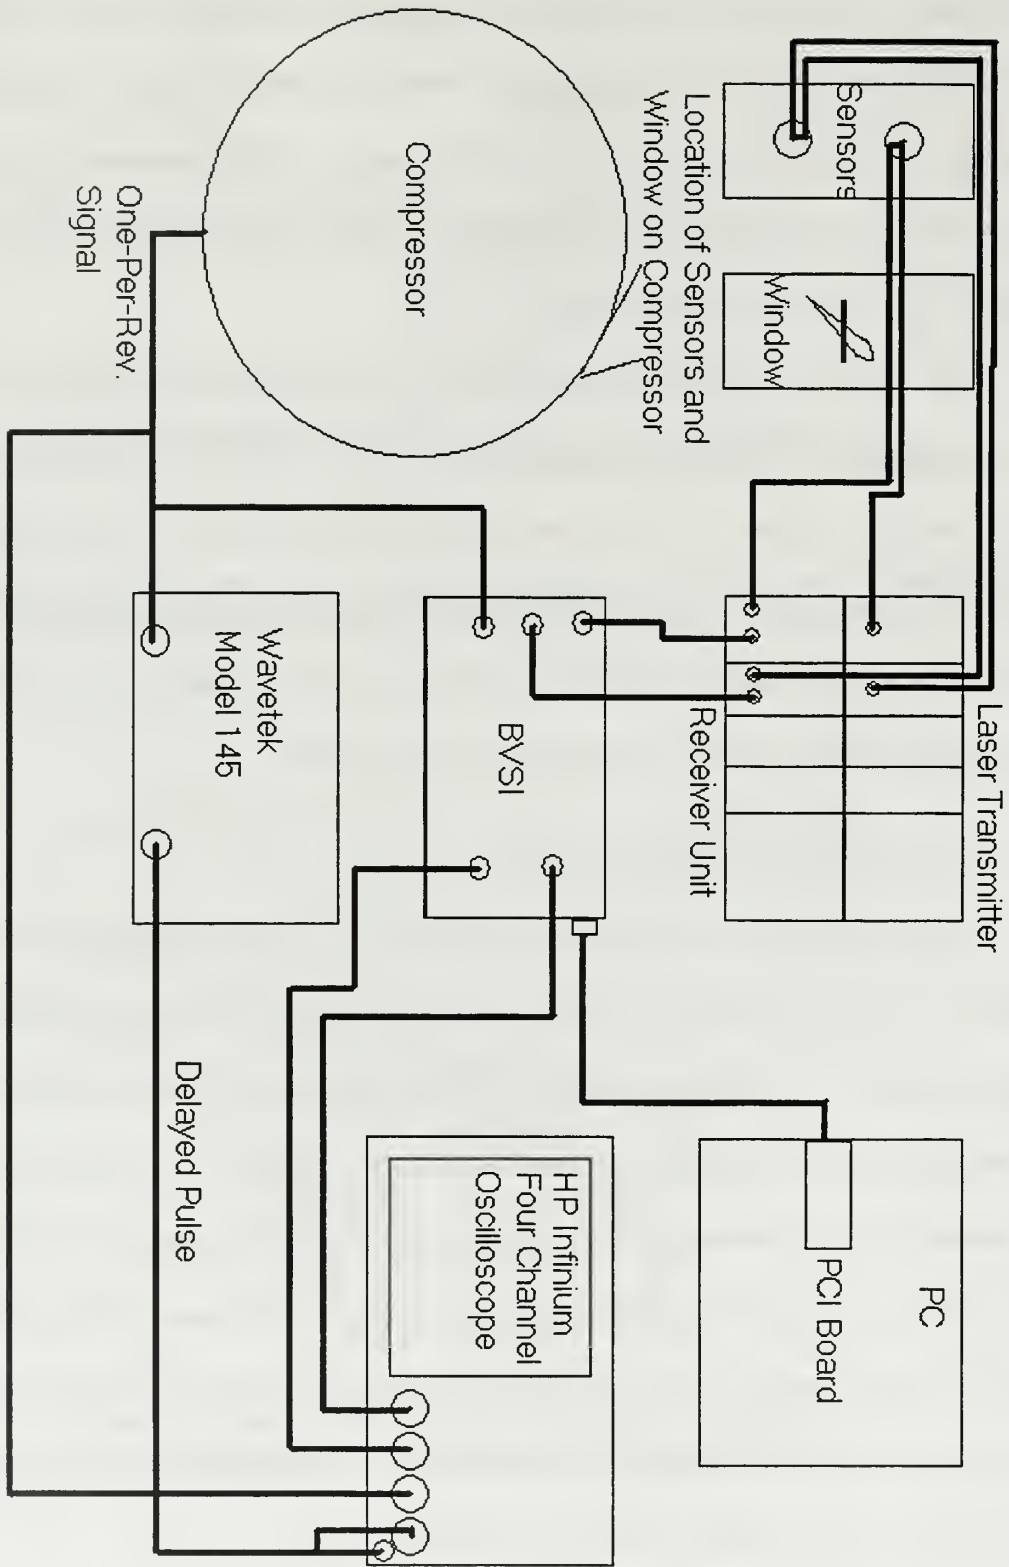 Sensors
Window
Location of Sensors and
Window on Compressor
Compressor
One-Per-Rev.
Signal
Laser Transmitter
Receiver Unit
BVSI
Wavetek
Model 145
PC
PCI Board
HP Infinium
Four Channel
Oscilloscope
Delayed Pulse